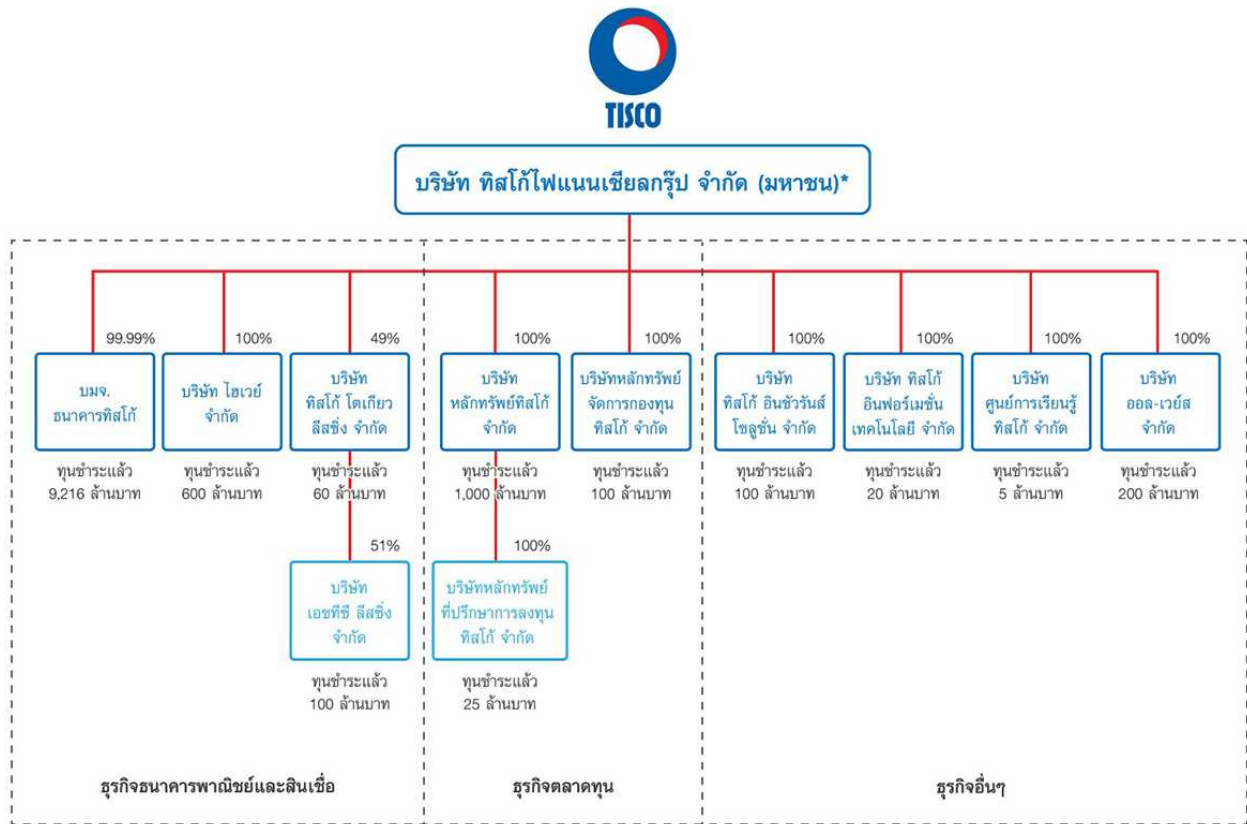 TISCO
บริษัท ทิสโก้ไฟแนนเชียลกรุ๊ป จำกัด (มหาชน)*
99.99%
บมจ.
ธนาคารทิสโก้
ทุนชำระแล้ว
9,216 ล้านบาท
100%
บริษัท ไฮเวย์
จำกัด
ทุนชำระแล้ว
600 ล้านบาท
49%
บริษัท
ทิสโก้ โตเกียว
ลีสซิ่ง จำกัด
ทุนชำระแล้ว
60 ล้านบาท
51%
บริษัท
เอชทีซี ลีสซิ่ง
จำกัด
ทุนชำระแล้ว
100 ล้านบาท
ธุรกิจธนาคารพาณิชย์และสินเชื่อ
100%
บริษัท
หลักทรัพย์ทิสโก้
จำกัด
ทุนชำระแล้ว
1,000 ล้านบาท
100%
บริษัทหลักทรัพย์
จัดการกองทุน
ทิสโก้ จำกัด
ทุนชำระแล้ว
100 ล้านบาท
100%
บริษัทหลักทรัพย์
ที่ปรึกษาการลงทุน
ทิสโก้ จำกัด
ทุนชำระแล้ว
25 ล้านบาท
ธุรกิจตลาดทุน
100%
บริษัท
ทิสโก้ อินชัวรันส์
โซลูชั่น จำกัด
ทุนชำระแล้ว
100 ล้านบาท
100%
บริษัท ทิสโก้
อินฟอร์เมชั่น
เทคโนโลยี จำกัด
ทุนชำระแล้ว
20 ล้านบาท
100%
บริษัท
ศูนย์การเรียนรู้
ทิสโก้ จำกัด
ทุนชำระแล้ว
5 ล้านบาท
100%
บริษัท
ออล-เวย์ส
จำกัด
ทุนชำระแล้ว
200 ล้านบาท
ธุรกิจอื่นๆ